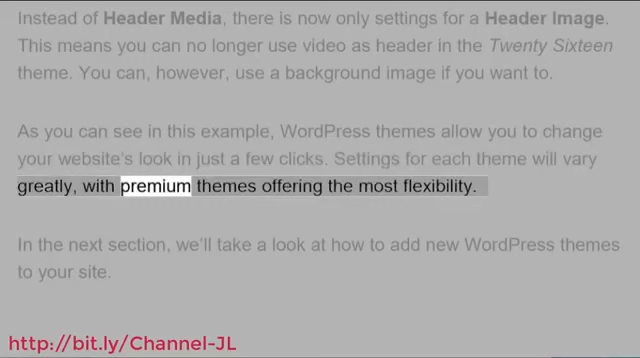 Instead of Header Media, there is now only settings for a Header Image.
This means you can no longer use video as header in the Twenty Sixteen
theme. You can, however, use a background image if you want to.
As you can see in this example, WordPress themes allow you to change
your website's look in just a few clicks. Settings for each theme will vary
greatly, with premium themes offering the most flexibility.
In the next section, we'll take a look at how to add new WordPress themes
to your site.
http://bit.ly/Channel-JL